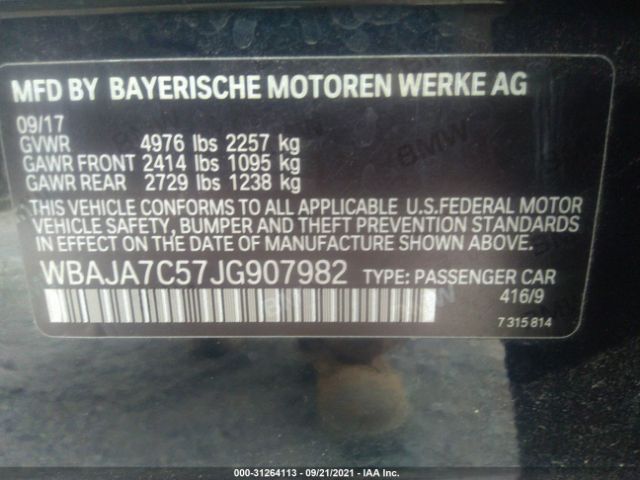 MFD BY BAYERISCHE MOTOREN WERKE AG
09/17
GVWR 4976 lbs 2257 kg
GAWR FRONT 2414 lbs 1095 kg
GAWR REAR 2729 lbs 1238 kg
THIS VEHICLE CONFORMS TO ALL APPLICABLE U.S.FEDERAL MOTOR
VEHICLE SAFETY, BUMPER AND THEFT PREVENTION STANDARDS
IN EFFECT ON THE DATE OF MANUFACTURE SHOWN ABOVE.
WBAJA7C57JG907982 TYPE: PASSENGER CAR
416/9
7 315 814
000-31264113 - 09/21/2021 - IAA Inc.